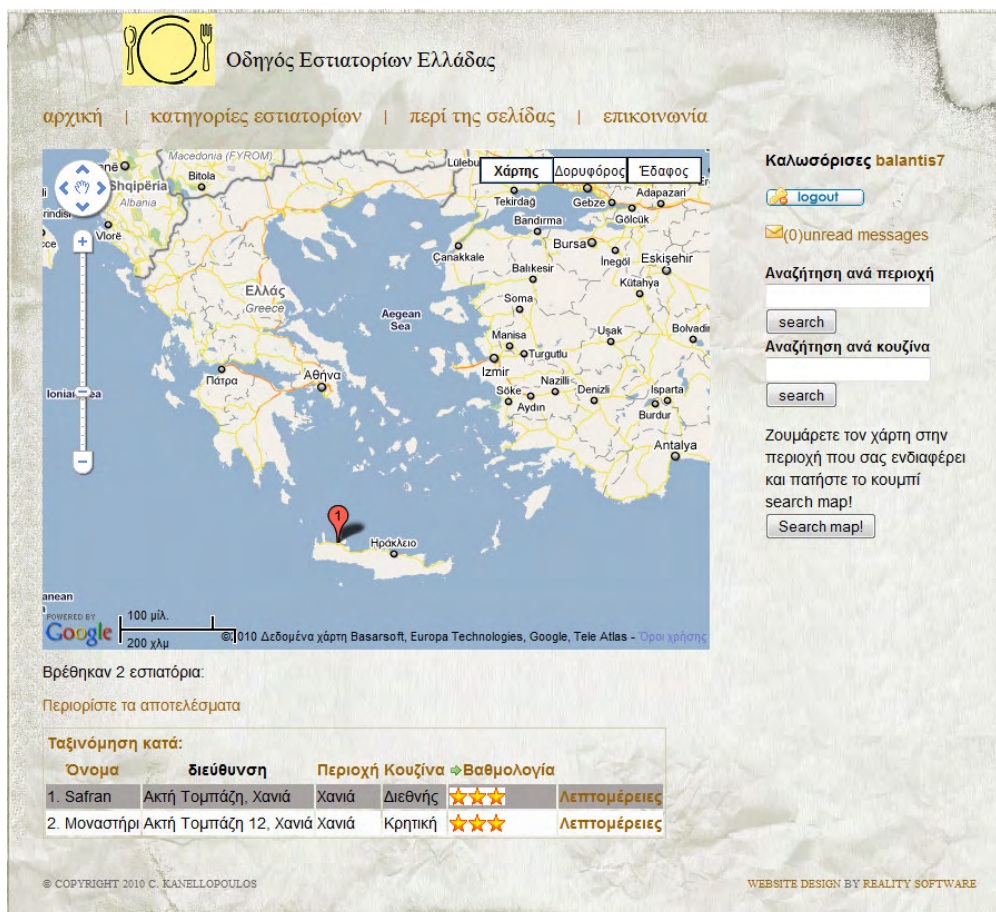 Οδηγός Εστιατορίων Ελλάδας
αρχική | κατηγορίες εστιατορίων | περί της σελίδας | επικοινωνία
Macedonia (FYROM)
Bitola
Shqipëria
Albania
Vlorë
Χάρτης Δορυφόρος Έδαφος
Tekirdağ
Gebze
Adapazarı
Gölcük
Bandırma
Bursa
İnegöl
Eskişehir
Çanakkale
Balıkesir
Kütahya
Ελλάς
Greece
Aegean
Sea
Soma
Manisa
Uşak
Turgutlu
Izmir
Πάτρα
Αθήνα
Söke
Nazilli
Denizli
Isparta
Aydın
Burdur
Antalya
1
Ηράκλειο
POWERED BY
Google
100 μίλ.
200 χλμ
©2010 Δεδομένα χάρτη Basarsoft, Europa Technologies, Google, Tele Atlas - Όροι χρήσης
Καλωσόρισες balantis7
logout
(0)unread messages
Αναζήτηση ανά περιοχή
search
Αναζήτηση ανά κουζίνα
search
Ζουμάρετε τον χάρτη στην
περιοχή που σας ενδιαφέρει
και πατήστε το κουμπί
search map!
Search map!
Βρέθηκαν 2 εστιατόρια:
Περιορίστε τα αποτελέσματα
Ταξινόμηση κατά:
Όνομα διεύθυνση Περιοχή Κουζίνα Βαθμολογία
1. Safran Ακτή Τομπάζη, Χανιά Χανιά Διεθνής Λεπτομέρειες
2. Μοναστήρι Ακτή Τομπάζη 12, Χανιά Χανιά Κρητική Λεπτομέρειες
© COPYRIGHT 2010 C. KANELLOPOULOS
WEBSITE DESIGN BY REALITY SOFTWARE